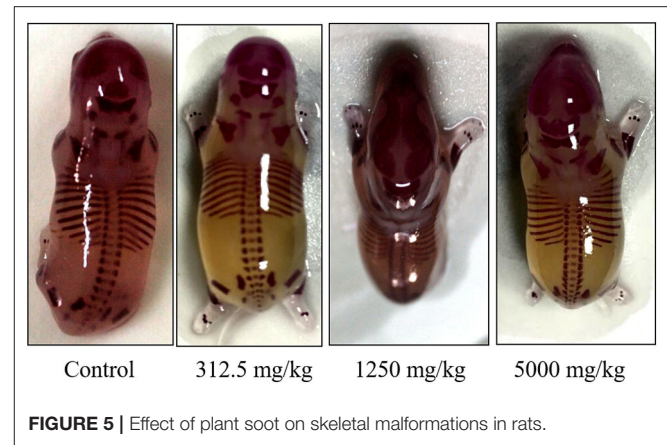 Control 312.5 mg/kg 1250 mg/kg 5000 mg/kg
FIGURE 5 | Effect of plant soot on skeletal malformations in rats.